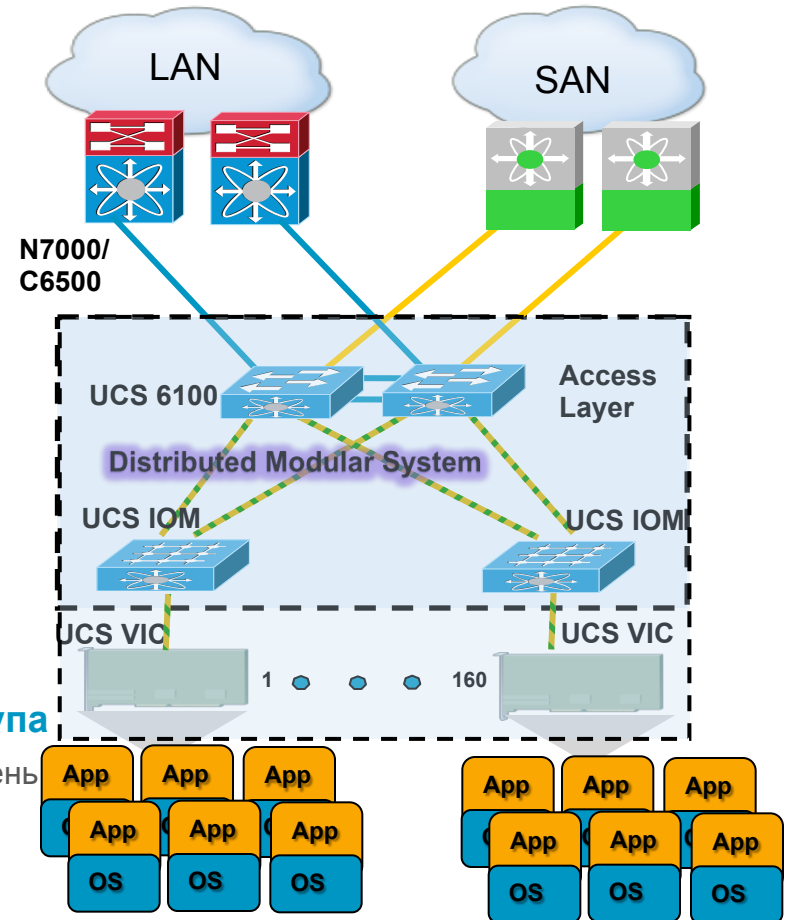 LAN
SAN
N7000/
C6500
UCS 6100
Access
Layer
Distributed Modular System
UCS IOM
UCS IOM
UCS VIC
UCS VIC
1
160
упа
ень
App
App
App
App
App
App
App
App
App
App
App
App
OS
OS
OS
OS
OS
OS